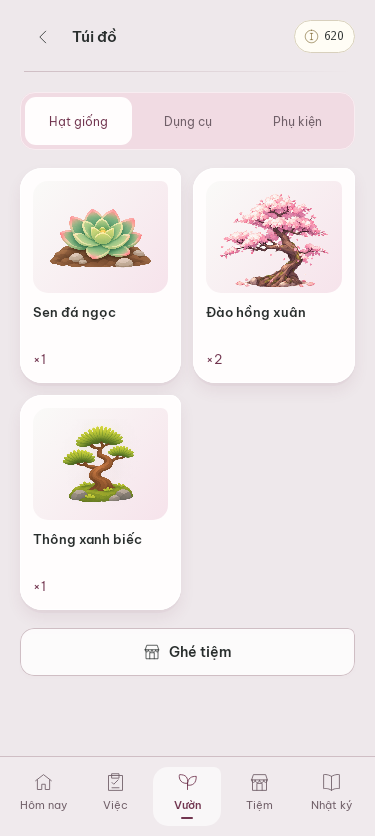 Túi đồ
620
Hạt giống
Dụng cụ
Phụ kiện
Sen đá ngọc
×1
Đào hồng xuân
×2
Thông xanh biếc
×1
Ghé tiệm
Hôm nay
Việc
Vườn
Tiệm
Nhật ký